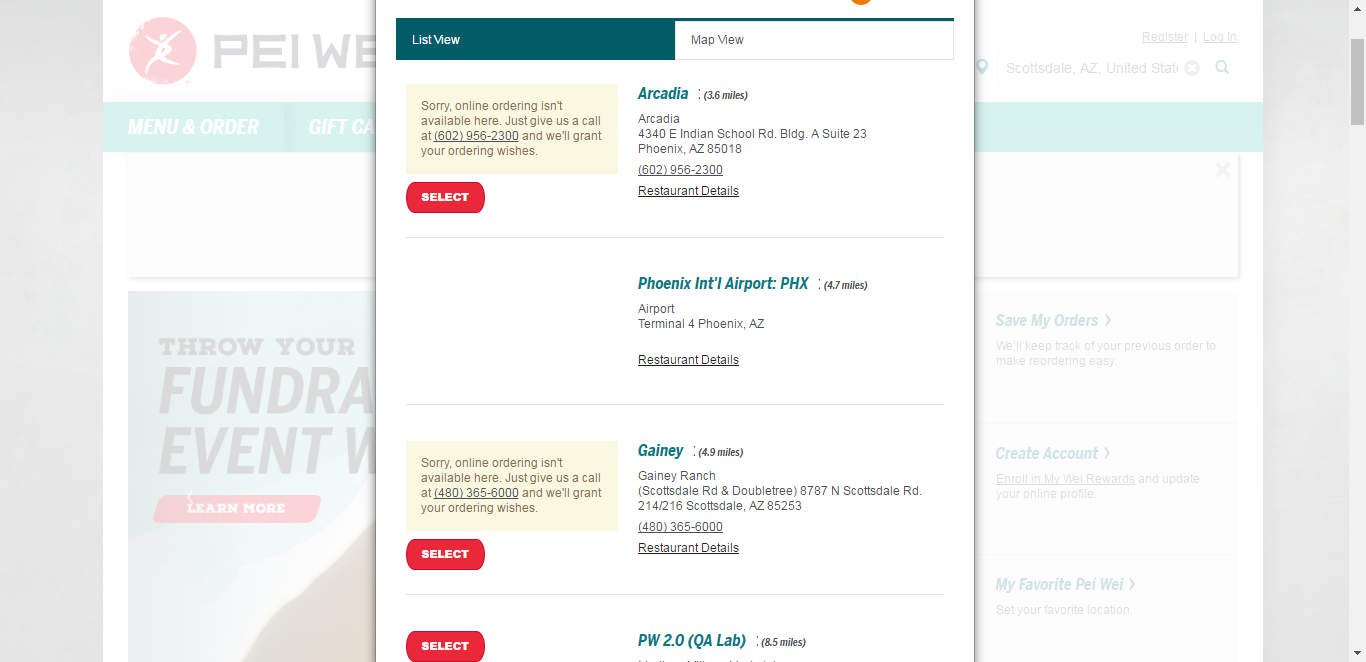 PEI WE
Register | Log In
Scottsdale, AZ, United Stat
MENU & ORDER
GIFT CA
List View
Map View
Sorry, online ordering isn't
available here. Just give us a call
at (602) 956-2300 and we'll grant
your ordering wishes.
SELECT
Arcadia : (3.6 miles)
Arcadia
4340 E Indian School Rd. Bldg. A Suite 23
Phoenix, AZ 85018
(602) 956-2300
Restaurant Details
Phoenix Int'l Airport: PHX : (4.7 miles)
Airport
Terminal 4 Phoenix, AZ
Restaurant Details
Sorry, online ordering isn't
available here. Just give us a call
at (480) 365-6000 and we'll grant
your ordering wishes.
SELECT
Gainey : (4.9 miles)
Gainey Ranch
(Scottsdale Rd & Doubletree) 8787 N Scottsdale Rd.
214/216 Scottsdale, AZ 85253
(480) 365-6000
Restaurant Details
SELECT
PW 2.0 (QA Lab) : (8.5 miles)
THROW YOUR
FUNDRA
EVENT W
LEARN MORE
Save My Orders
We'll keep track of your previous order to
make reordering easy.
Create Account
Enroll in My Wei Rewards and update
your online profile.
My Favorite Pei Wei
Set your favorite location.